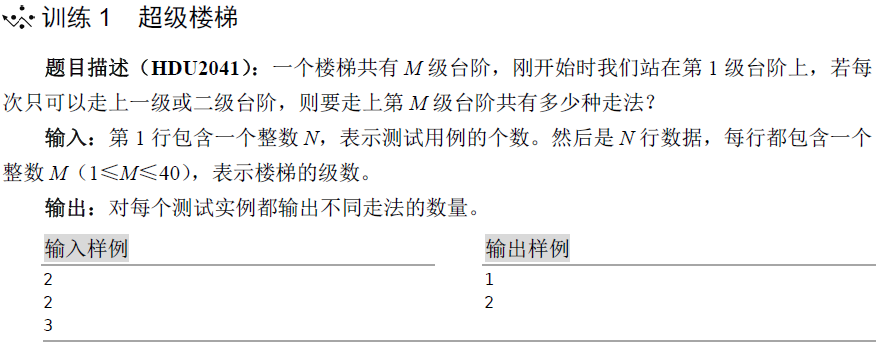 训练 1 超级楼梯
题目描述（HDU2041）：一个楼梯共有 M 级台阶，刚开始时我们站在第 1 级台阶上，若每
次只可以走上一级或二级台阶，则要走上第 M 级台阶共有多少种走法？
输入：第 1 行包含一个整数 N，表示测试用例的个数。然后是 N 行数据，每行都包含一个
整数 M（1≤M≤40），表示楼梯的级数。
输出：对每个测试实例都输出不同走法的数量。
输入样例
2
2
3
输出样例
1
2